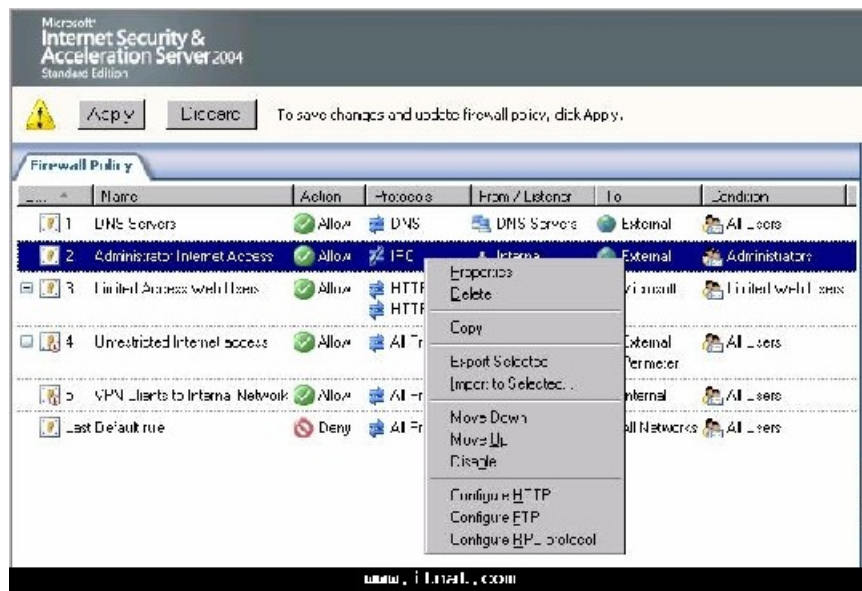 Microsoft
Internet Security &
Acceleration Server 2004
Standard Edition
Apply Discard To save changes and update firewall policy, click Apply.
Firewall Policy
Name Action Protocols From / Listener To Condition
1 DNS Servers Allow DNS DNS Servers External All Users
2 Administrator Internet Access Allow Internal External Administrators
3 Limited Access Web Users Allow HTTP Microsoft Limited Web Users
4 Unrestricted Internet access Allow All External All Users
Perimeter
5 VPN Clients to Internal Network Allow All Internal All Users
Last Default rule Deny All All Networks All Users
Properties
Delete
Copy
Export Selected
Import to Selected...
Move Down
Move Up
Disable
Configure HTTP
Configure FTP
Configure RPC protocol